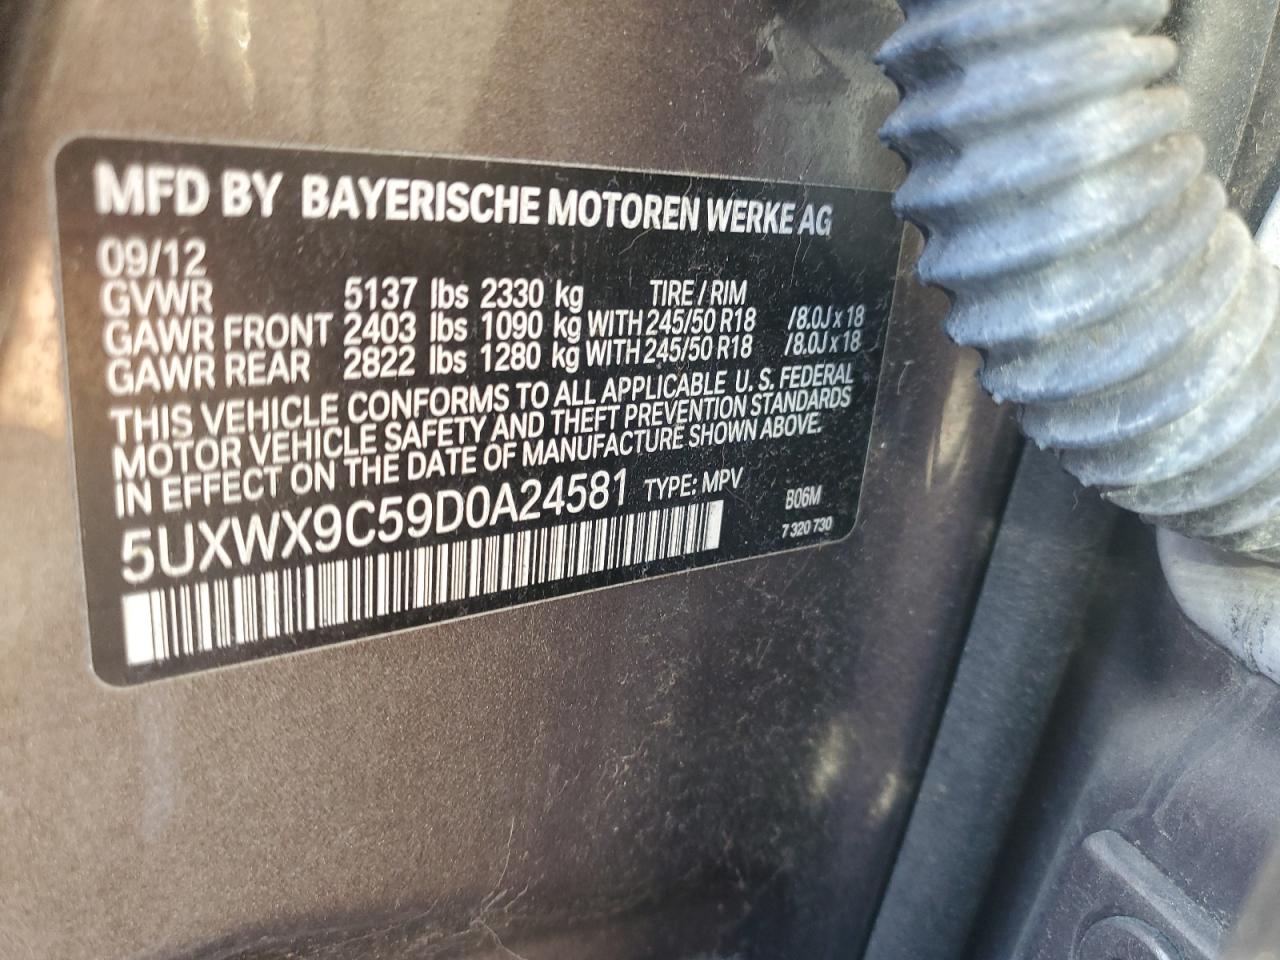 MFD BY BAYERISCHE MOTOREN WERKE AG
09/12
GVWR 5137 lbs 2330 kg TIRE / RIM
GAWR FRONT 2403 lbs 1090 kg WITH 245/50 R18 /8.0J x 18
GAWR REAR 2822 lbs 1280 kg WITH 245/50 R18 /8.0J x 18
THIS VEHICLE CONFORMS TO ALL APPLICABLE U. S. FEDERAL
MOTOR VEHICLE SAFETY AND THEFT PREVENTION STANDARDS
IN EFFECT ON THE DATE OF MANUFACTURE SHOWN ABOVE.
5UXWX9C59D0A24581 TYPE: MPV B06M
7 320 730